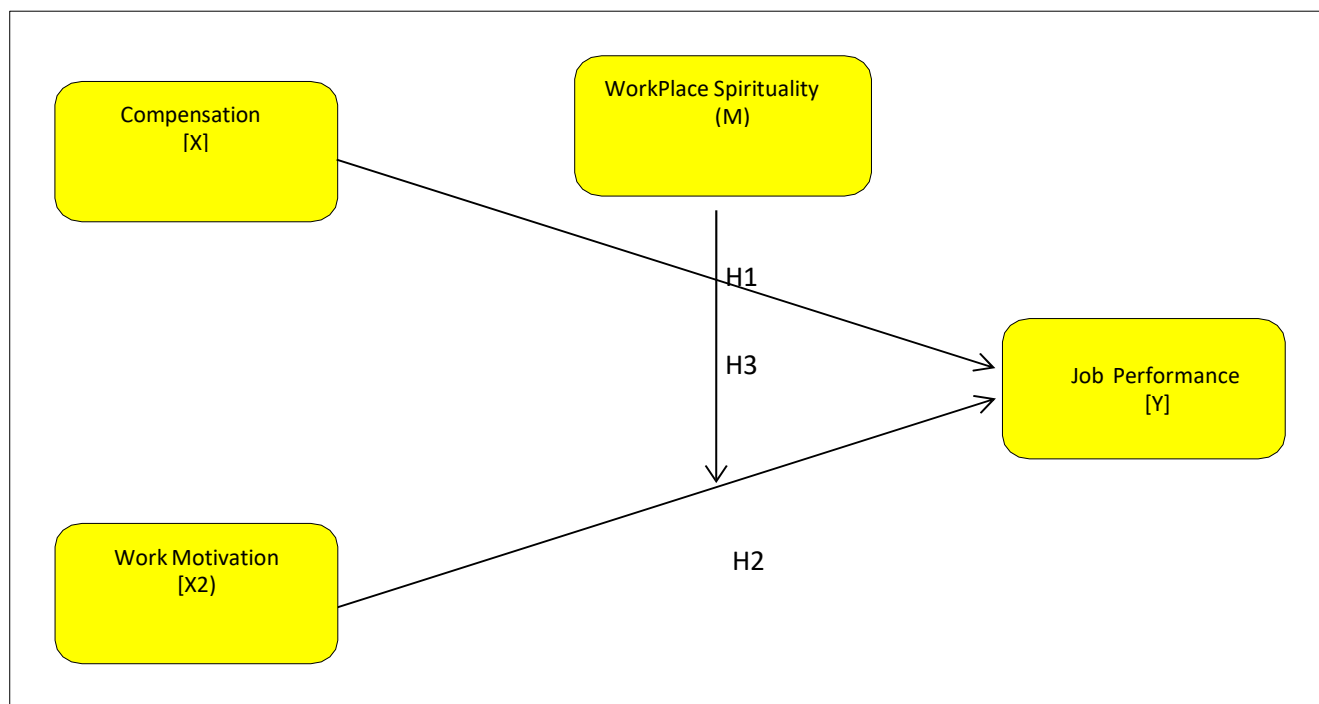 Compensation
[X]
WorkPlace Spirituality
(M)
H1
H3
Job Performance
[Y]
Work Motivation
[X2)
H2